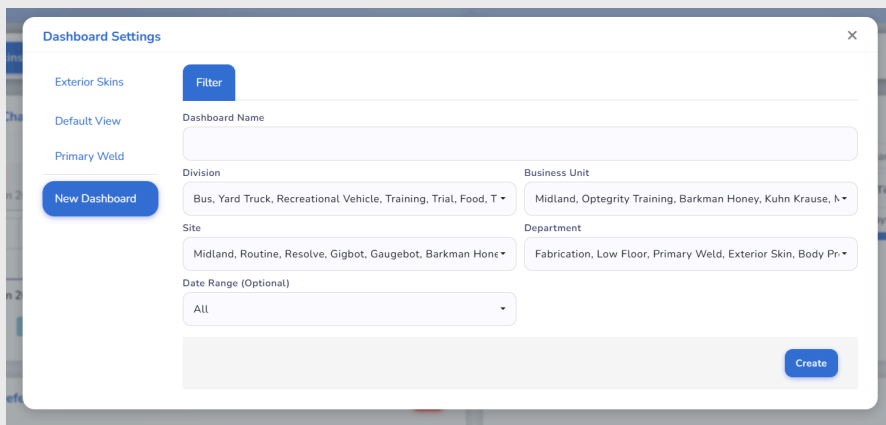 Dashboard Settings
×
Exterior Skins
Default View
Primary Weld
New Dashboard
Filter
Dashboard Name
Division
Business Unit
Bus, Yard Truck, Recreational Vehicle, Training, Trial, Food, T
Midland, Optegrity Training, Barkman Honey, Kuhn Krause, M
Site
Department
Midland, Routine, Resolve, Gigbot, Gaugebot, Barkman Hone
Fabrication, Low Floor, Primary Weld, Exterior Skin, Body Pr
Date Range (Optional)
All
Create